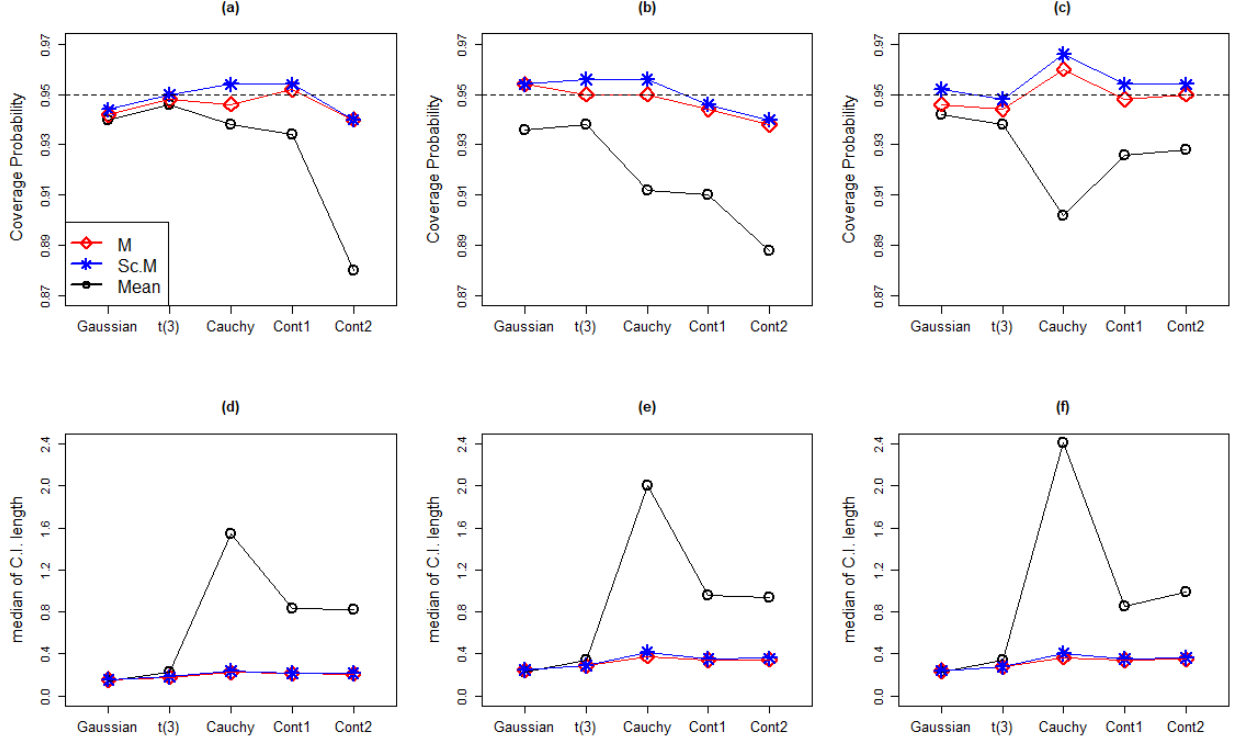 (a)
(b)
(c)
Coverage Probability
0.97
0.95
0.93
0.91
0.89
0.87
M
Sc.M
Mean
Gaussian t(3) Cauchy Cont1 Cont2
Coverage Probability
0.97
0.95
0.93
0.91
0.89
0.87
Gaussian t(3) Cauchy Cont1 Cont2
Coverage Probability
0.97
0.95
0.93
0.91
0.89
0.87
Gaussian t(3) Cauchy Cont1 Cont2
(d)
(e)
(f)
median of C.I. length
2.4
2.0
1.6
1.2
0.8
0.4
0.0
Gaussian t(3) Cauchy Cont1 Cont2
median of C.I. length
2.4
2.0
1.6
1.2
0.8
0.4
0.0
Gaussian t(3) Cauchy Cont1 Cont2
median of C.I. length
2.4
2.0
1.6
1.2
0.8
0.4
0.0
Gaussian t(3) Cauchy Cont1 Cont2